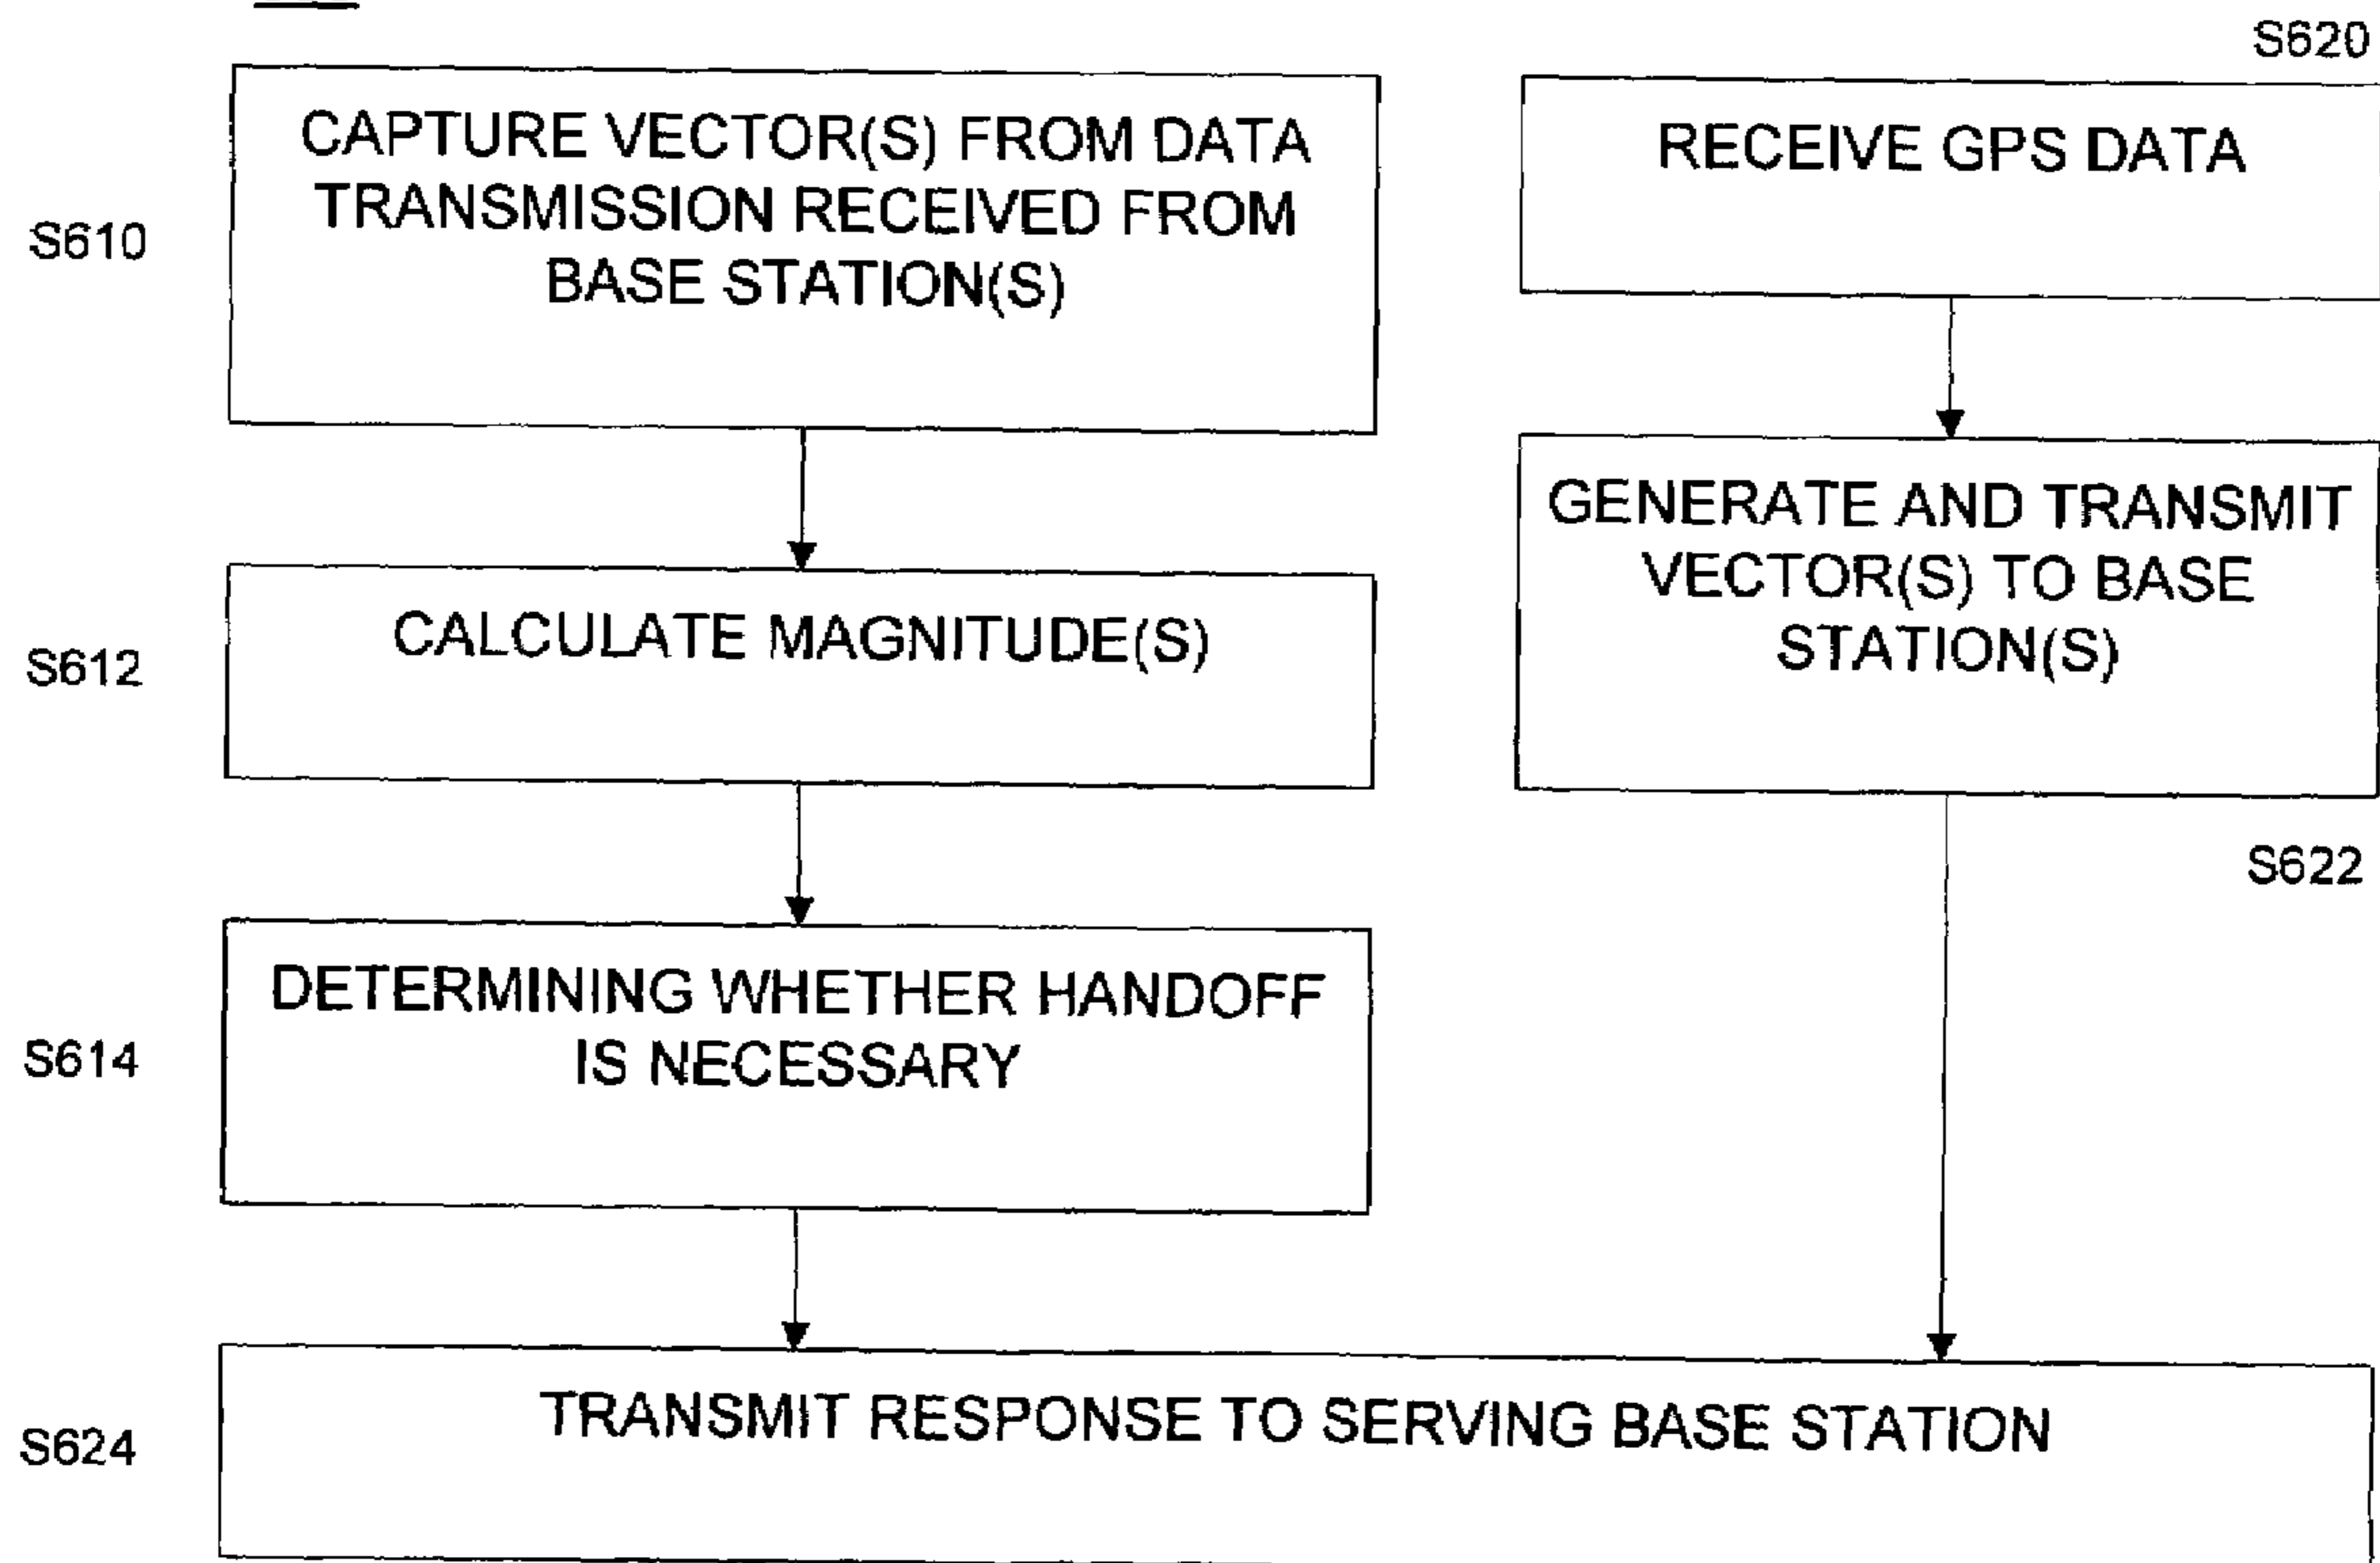 S620
CAPTURE VECTOR(S) FROM DATA
TRANSMISSION RECEIVED FROM
BASE STATION(S)
S610
RECEIVE GPS DATA
GENERATE AND TRANSMIT
VECTOR(S) TO BASE
STATION(S)
CALCULATE MAGNITUDE(S)
S612
S622
DETERMINING WHETHER HANDOFF
IS NECESSARY
S614
TRANSMIT RESPONSE TO SERVING BASE STATION
S624